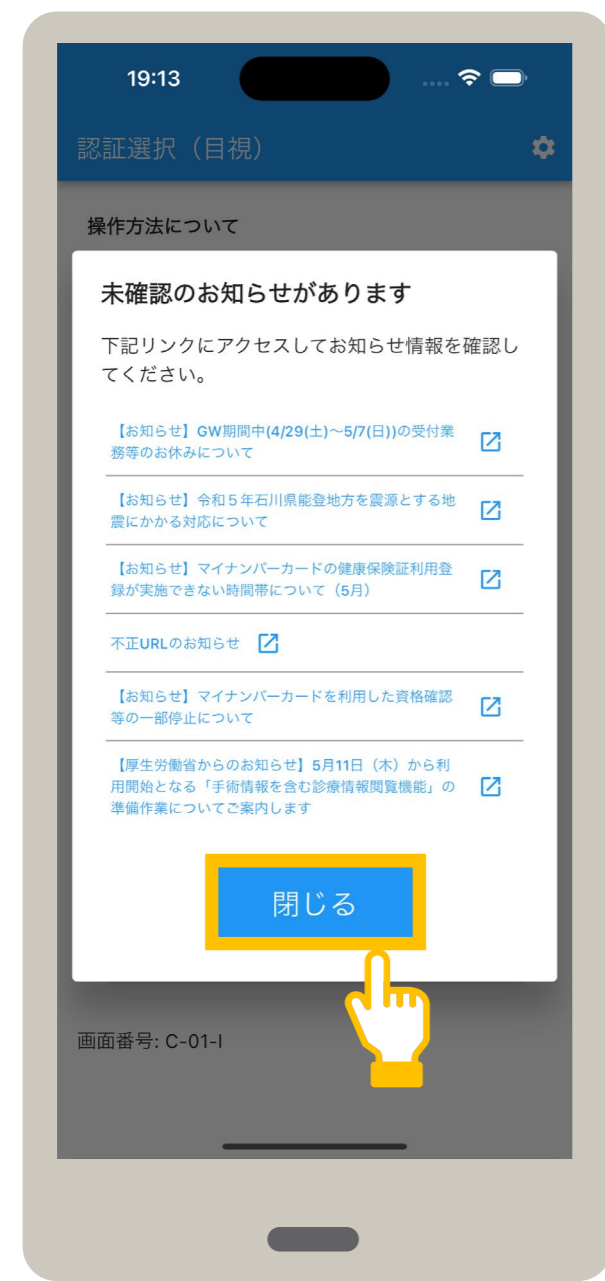 19:13
認証選択（目視）
操作方法について
未確認のお知らせがあります
下記リンクにアクセスしてお知らせ情報を確認し
てください。
【お知らせ】GW期間中(4/29(土)～5/7(日))の受付業
務等のお休みについて
【お知らせ】令和５年石川県能登地方を震源とする地
震にかかる対応について
【お知らせ】マイナンバーカードの健康保険証利用登
録が実施できない時間帯について（5月）
不正URLのお知らせ
【お知らせ】マイナンバーカードを利用した資格確認
等の一部停止について
【厚生労働省からのお知らせ】5月11日（木）から利
用開始となる「手術情報を含む診療情報閲覧機能」の
準備作業についてご案内します
閉じる
画面番号: C-01-I